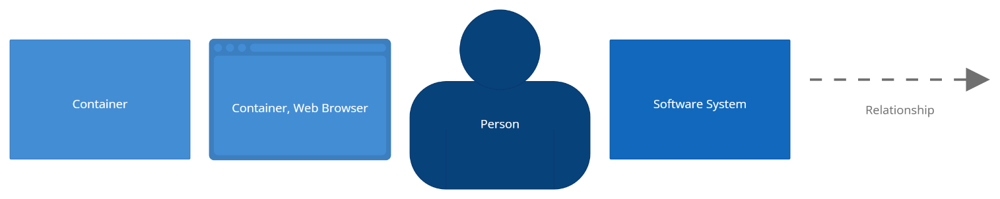 Container
Container, Web Browser
Person
Software System
Relationship